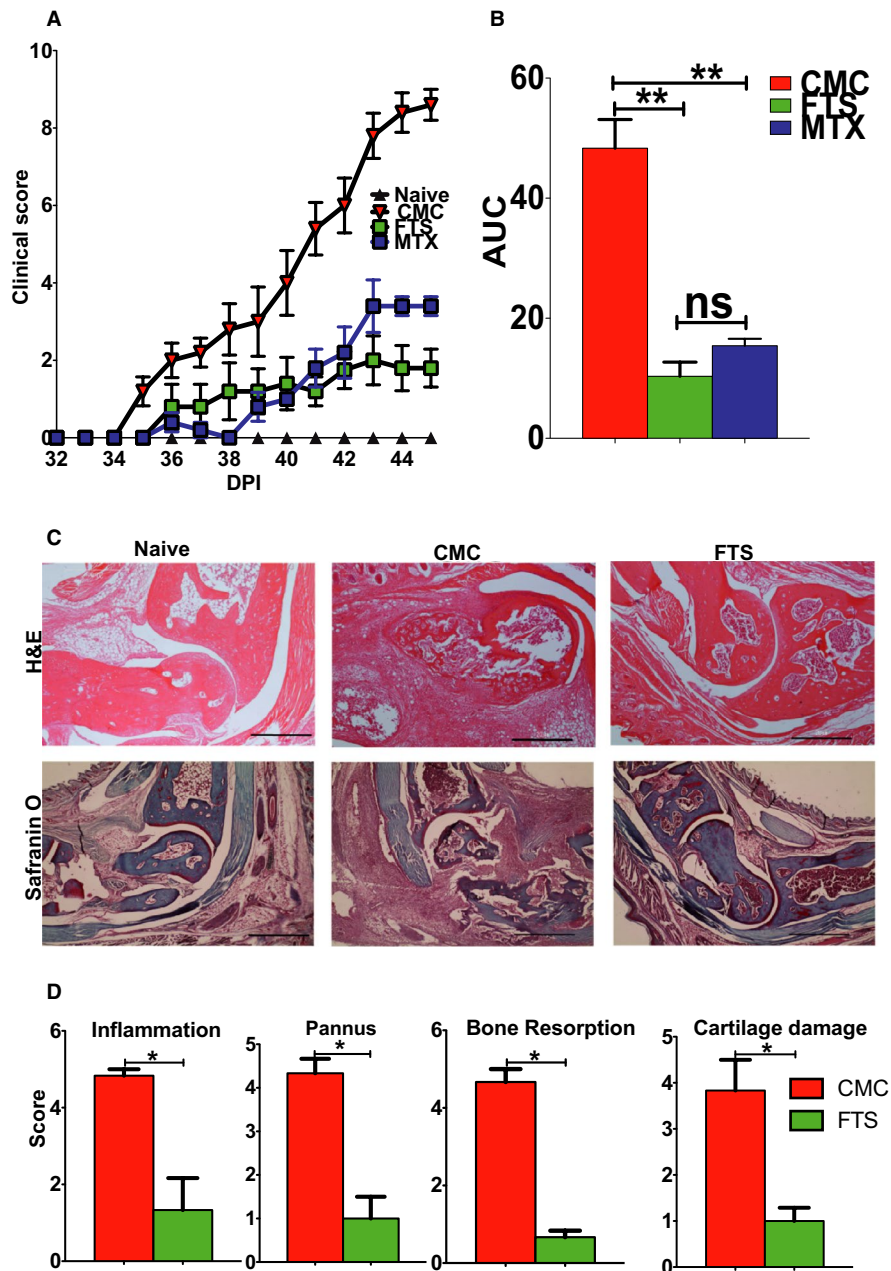 A
10
8
6
4
2
0
Clinical score
32 34 36 38 40 42 44
DPI
Naive
CMC
FTS
MTX
B
60
40
20
0
AUC
** **
ns
CMC
FTS
MTX
C
Naive CMC FTS
H&E
Safranin O
D
Inflammation
6
4
2
0
Score
*
Pannus
5
4
3
2
1
0
*
Bone Resorption
6
4
2
0
*
Cartilage damage
5
4
3
2
1
0
*
CMC
FTS